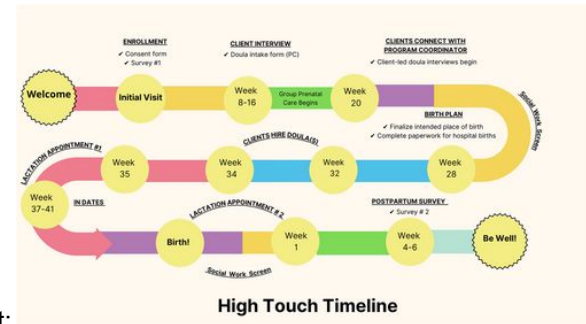 ENROLLMENT
✔ Consent form
✔ Survey #1
CLIENT INTERVIEW
✔ Doula intake form (PC)
CLIENTS CONNECT WITH
PROGRAM COORDINATOR
✔ Client-led doula interviews begin
Welcome
Initial Visit
Week
8-16
Group Prenatal
Care Begins
Week
20
Social Work Screen
BIRTH PLAN
✔ Finalize intended place of birth
✔ Complete paperwork for hospital births
Week
28
Week
32
CLIENTS HIRE DOULA(S)
Week
34
Week
35
LACTATION APPOINTMENT #1
Week
37-41
IN DATES
Birth!
LACTATION APPOINTMENT # 2
Social Work Screen
Week
1
POSTPARTUM SURVEY
✔ Survey # 2
Week
4-6
Be Well!
High Touch Timeline